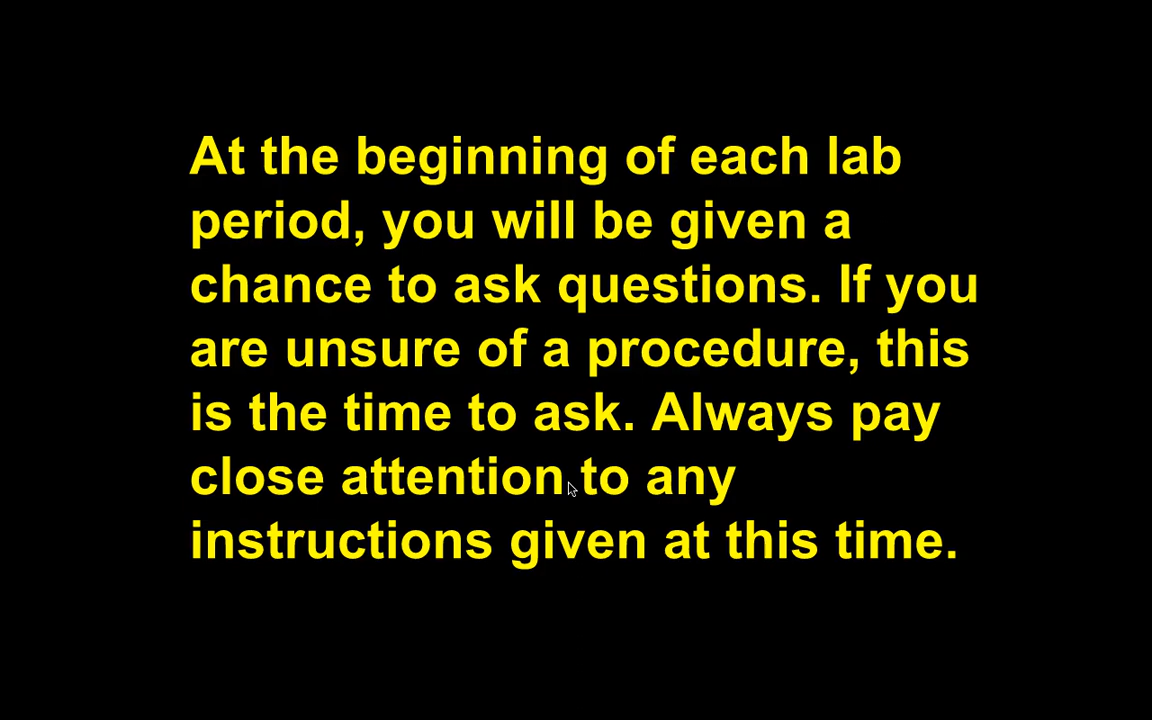 At the beginning of each lab
period, you will be given a
chance to ask questions. If you
are unsure of a procedure, this
is the time to ask. Always pay
close attention to any
instructions given at this time.